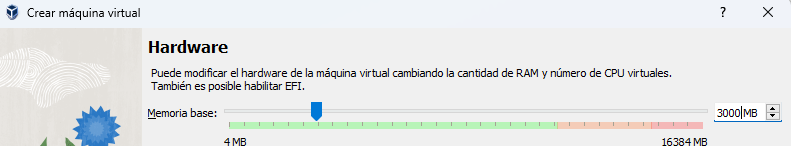 Crear máquina virtual
Hardware
Puede modificar el hardware de la máquina virtual cambiando la cantidad de RAM y número de CPU virtuales.
También es posible habilitar EFI.
Memoria base:
3000 MB
4 MB
16384 MB